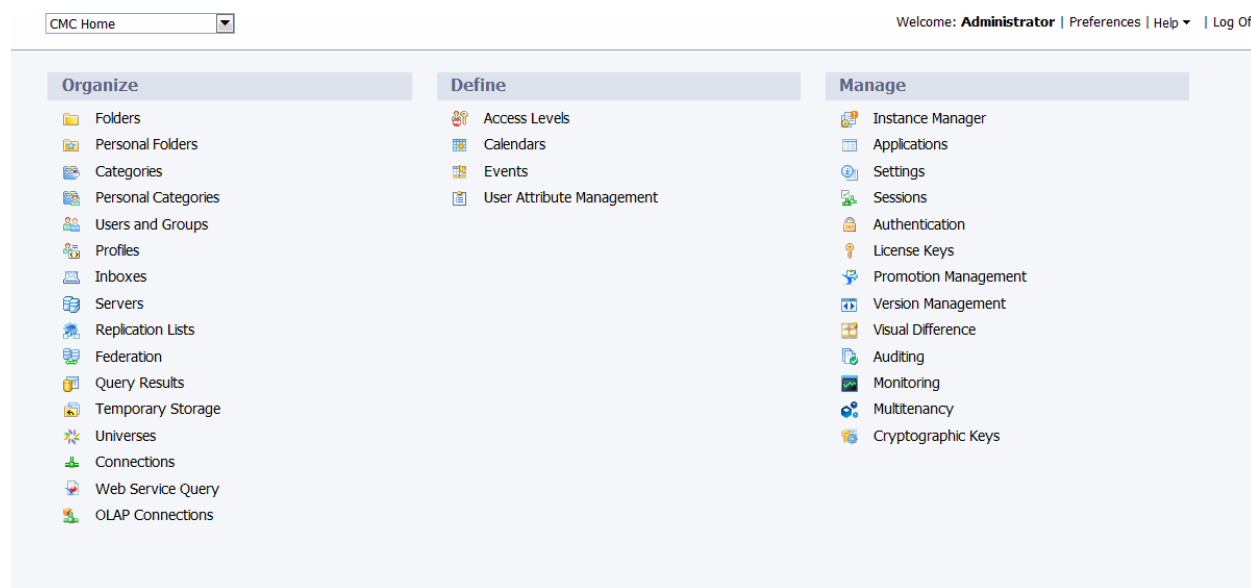 CMC Home
Welcome: Administrator | Preferences | Help | Log Of
Organize
Folders
Personal Folders
Categories
Personal Categories
Users and Groups
Profiles
Inboxes
Servers
Replication Lists
Federation
Query Results
Temporary Storage
Universes
Connections
Web Service Query
OLAP Connections
Define
Access Levels
Calendars
Events
User Attribute Management
Manage
Instance Manager
Applications
Settings
Sessions
Authentication
License Keys
Promotion Management
Version Management
Visual Difference
Auditing
Monitoring
Multitenancy
Cryptographic Keys